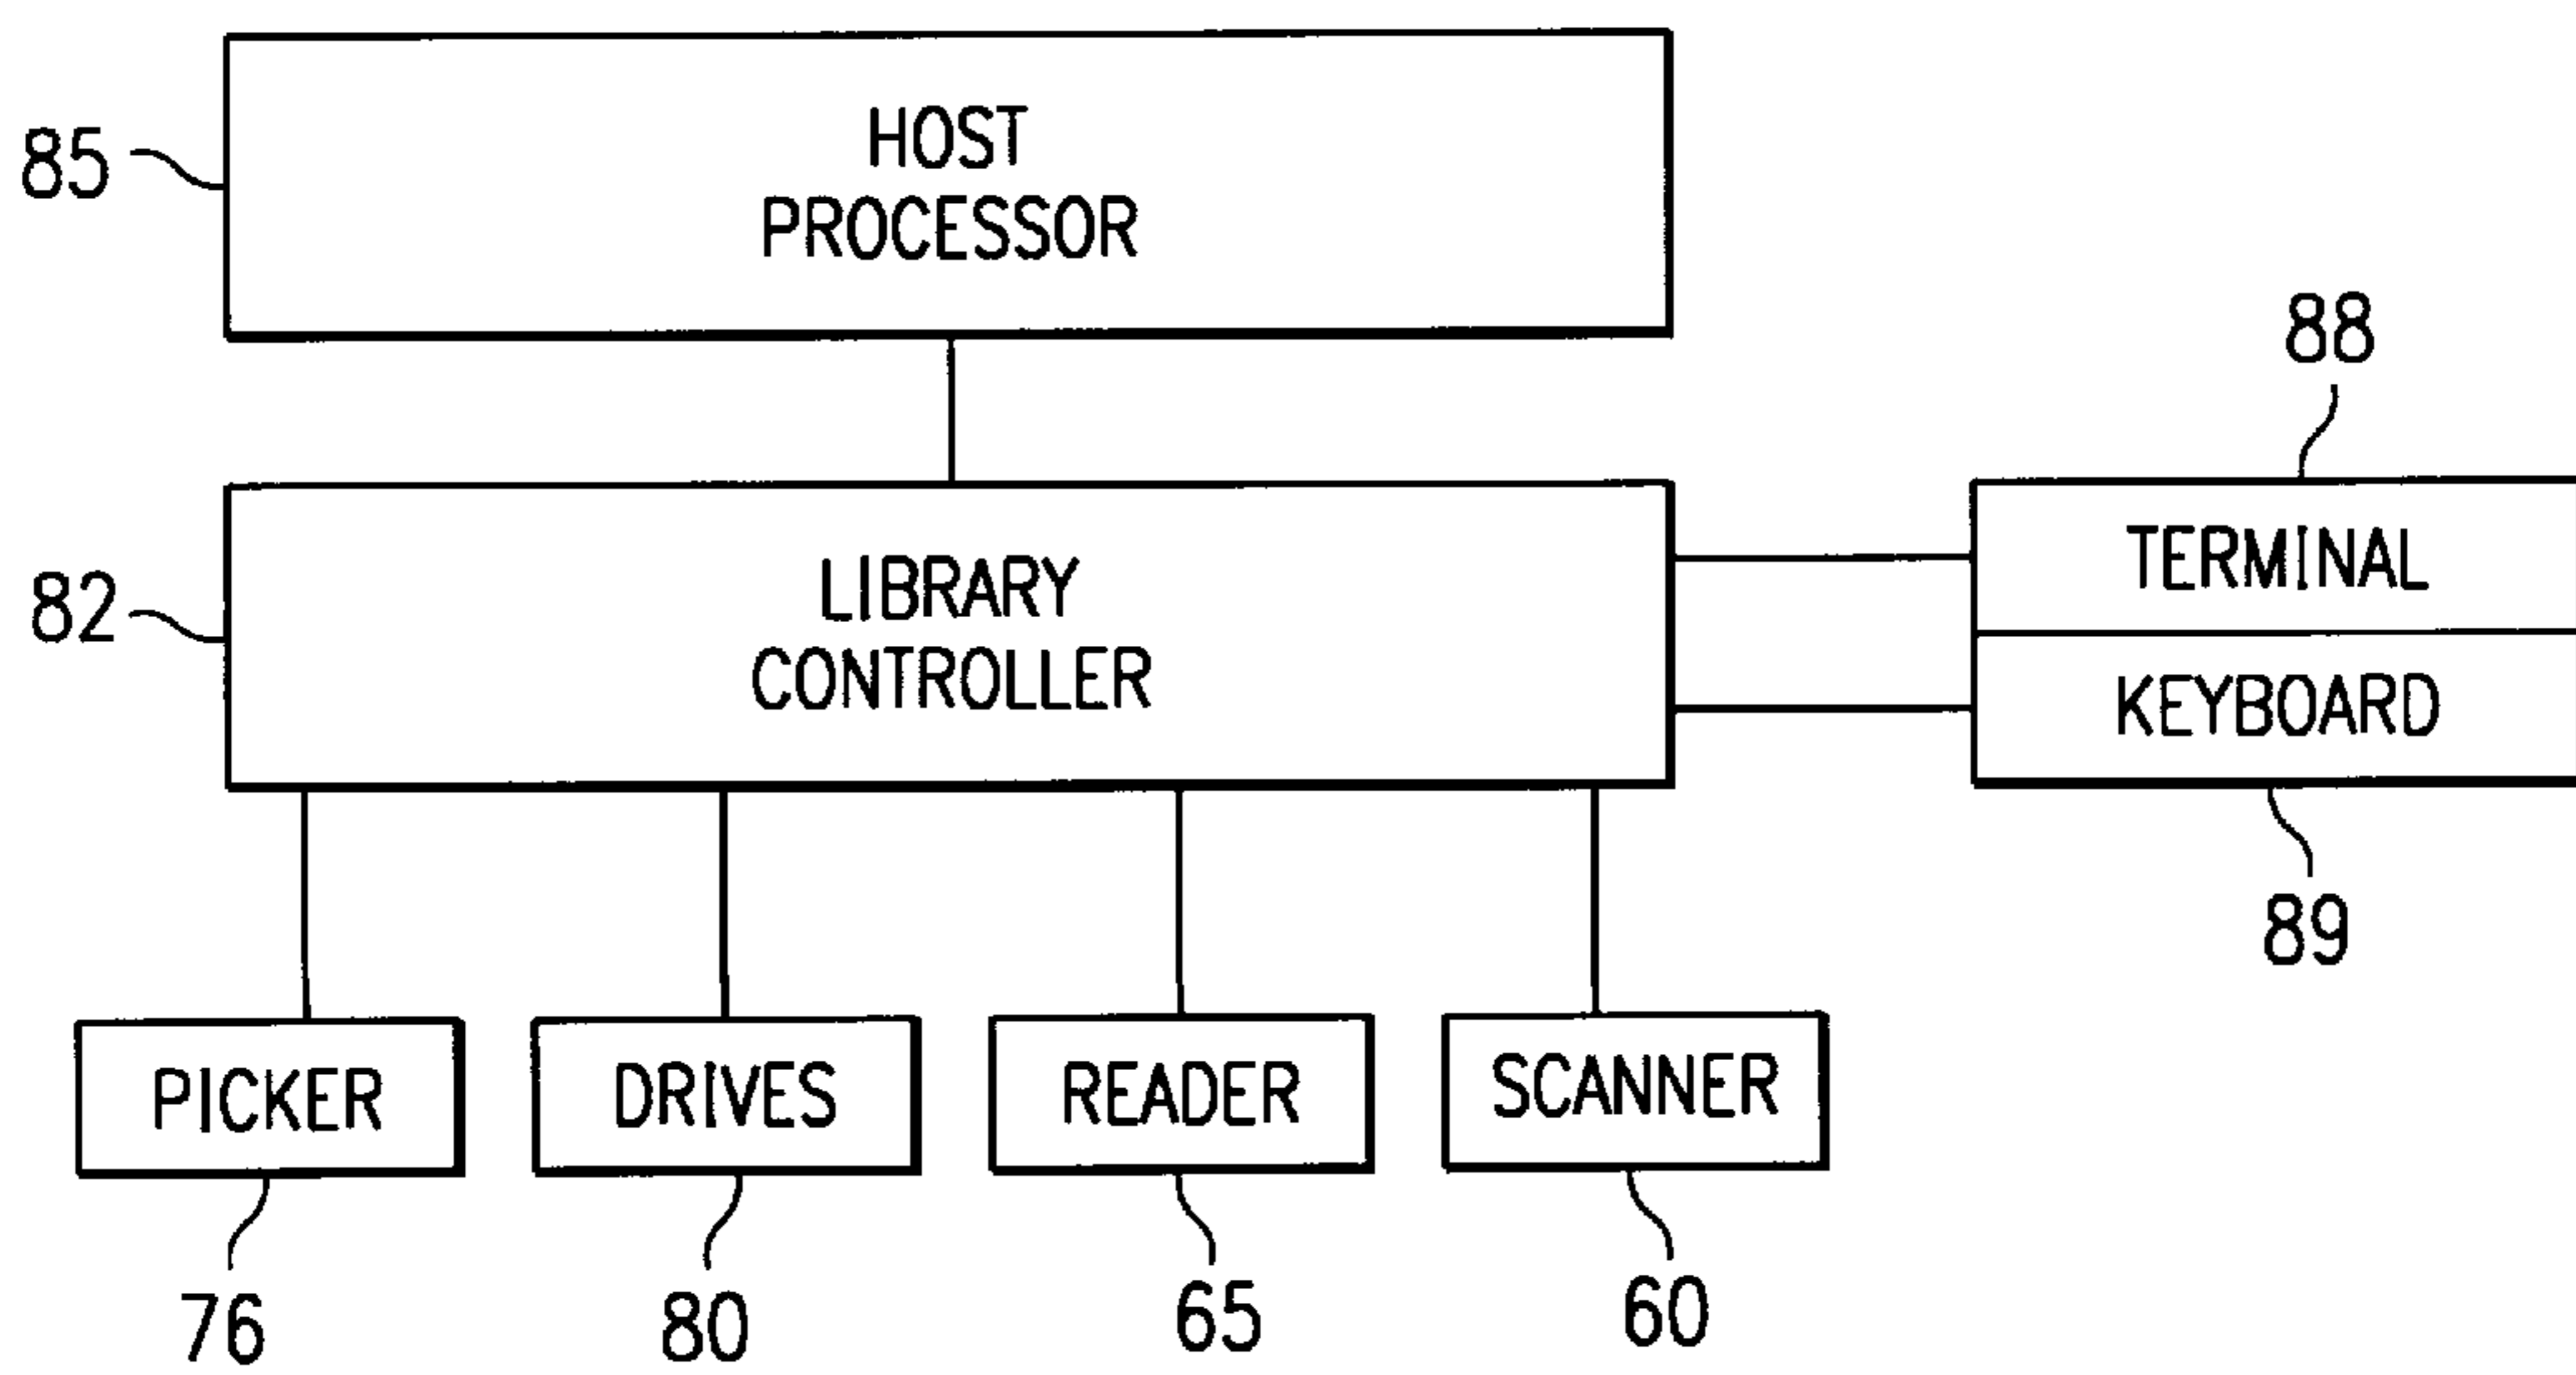 HOST
PROCESSOR
85
88
LIBRARY
CONTROLLER
82
TERMINAL
KEYBOARD
89
PICKER
DRIVES
READER
SCANNER
76
80
65
60